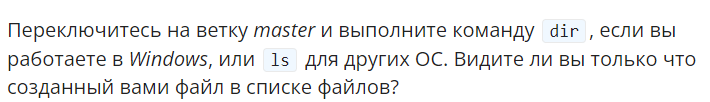 Переключитесь на ветку master и выполните команду dir, если вы
работаете в Windows, или ls для других ОС. Видите ли вы только что
созданный вами файл в списке файлов?